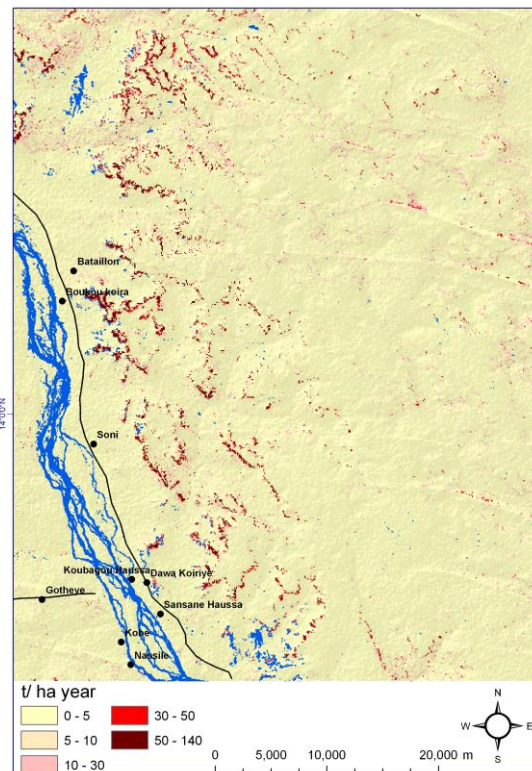 Bataillon
Boukou koira
14°00'N
Soni
Koubagou Haussa
Dawa Koiriye
Gotheye
Sansane Haussa
Kobe
Nassile
t/ ha year
0 - 5
30 - 50
5 - 10
50 - 140
10 - 30
N
W
E
S
0
5,000
10,000
20,000 m